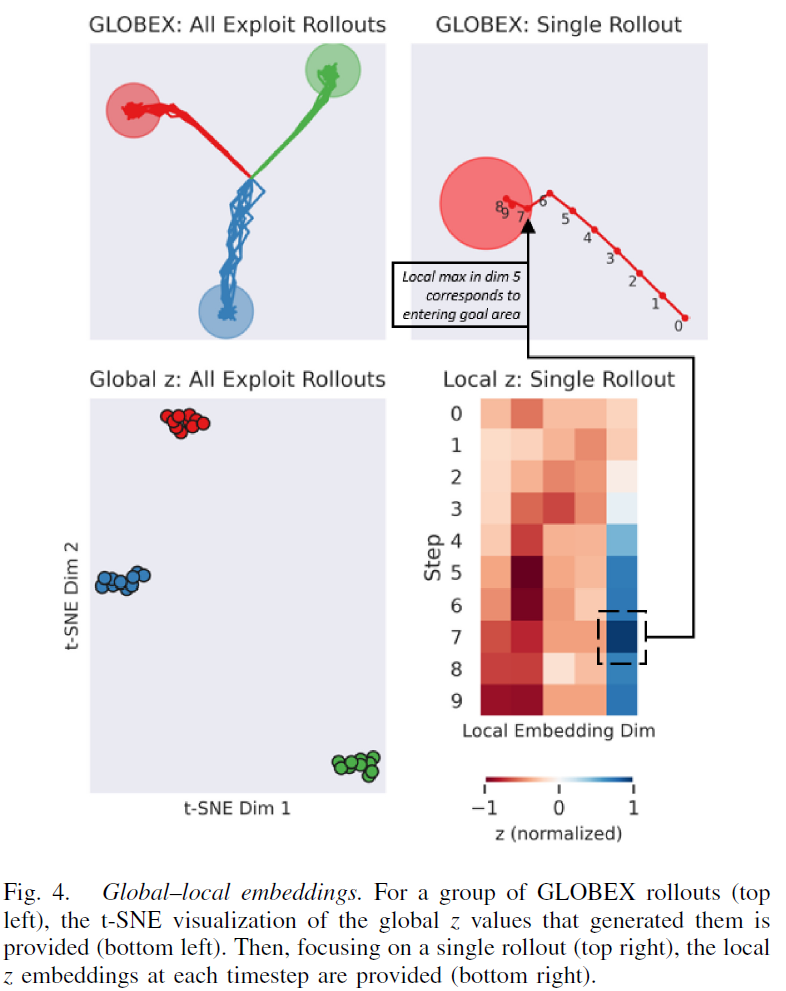 GLOBEX: All Exploit Rollouts
GLOBEX: Single Rollout
8
9
7
6
5
4
3
2
1
0
Local max in dim 5
corresponds to
entering goal area
Global z: All Exploit Rollouts
t-SNE Dim 2
t-SNE Dim 1
Local z: Single Rollout
Step
0
1
2
3
4
5
6
7
8
9
Local Embedding Dim
−1 0 1
z (normalized)
Fig. 4. Global–local embeddings. For a group of GLOBEX rollouts (top
left), the t-SNE visualization of the global z values that generated them is
provided (bottom left). Then, focusing on a single rollout (top right), the local
z embeddings at each timestep are provided (bottom right).